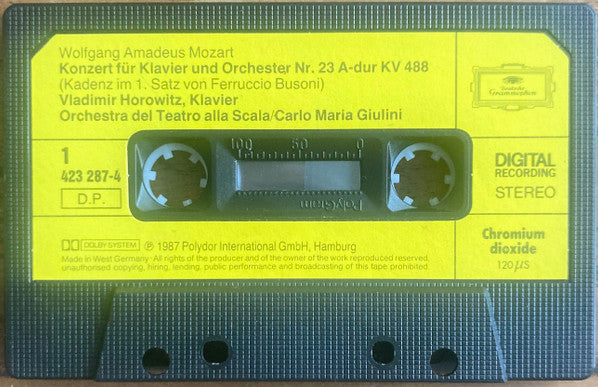 Wolfgang Amadeus Mozart
Konzert für Klavier und Orchester Nr. 23 A-dur KV 488
(Kadenz im 1. Satz von Ferruccio Busoni)
Vladimir Horowitz, Klavier
Orchestra del Teatro alla Scala/Carlo Maria Giulini
Deutsche
Grammophon
1
423 287-4
D.P.
100 50 0
PolyGram
DIGITAL
RECORDING
STEREO
DOLBY SYSTEM ℗ 1987 Polydor International GmbH, Hamburg
Made in West Germany · All rights of the producer and of the owner of the work reproduced reserved.
unauthorised copying, hiring, lending, public performance and broadcasting of this tape prohibited
Chromium
dioxide
120 µs